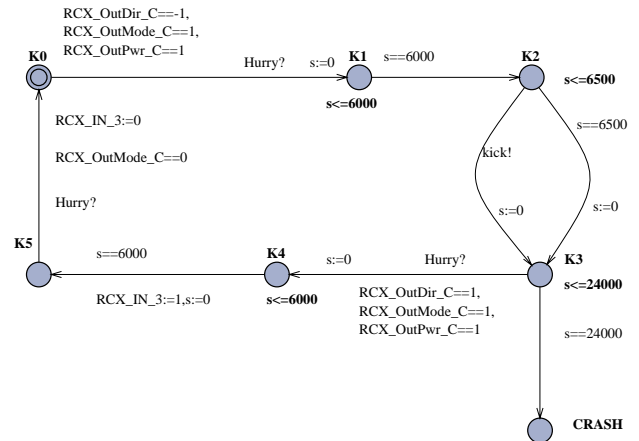 RCX_OutDir_C==-1,
RCX_OutMode_C==1,
RCX_OutPwr_C==1
K0
Hurry?
s:=0
K1
s<=6000
s==6000
K2
s<=6500
s==6500
kick!
s:=0
s:=0
RCX_IN_3:=0
RCX_OutMode_C==0
Hurry?
K5
s==6000
RCX_IN_3:=1,s:=0
K4
s<=6000
s:=0
Hurry?
RCX_OutDir_C==1,
RCX_OutMode_C==1,
RCX_OutPwr_C==1
K3
s<=24000
s==24000
CRASH